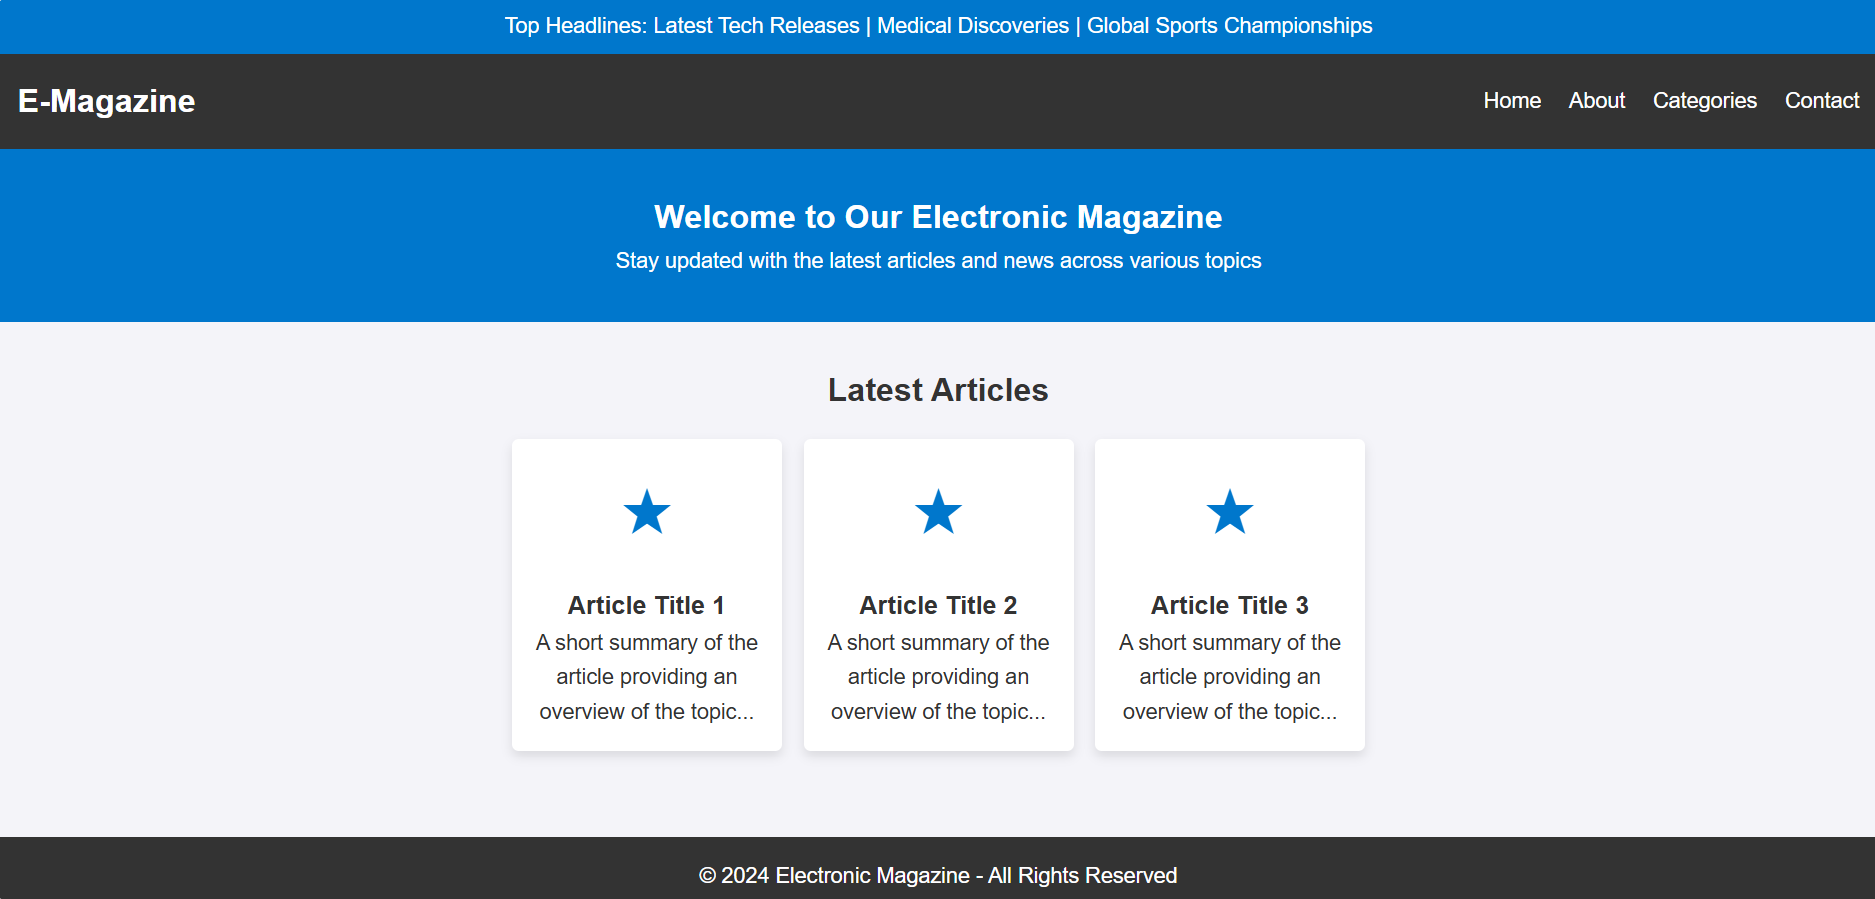 Top Headlines: Latest Tech Releases | Medical Discoveries | Global Sports Championships
E-Magazine
Home About Categories Contact
Welcome to Our Electronic Magazine
Stay updated with the latest articles and news across various topics
Latest Articles
Article Title 1
A short summary of the
article providing an
overview of the topic...
Article Title 2
A short summary of the
article providing an
overview of the topic...
Article Title 3
A short summary of the
article providing an
overview of the topic...
© 2024 Electronic Magazine - All Rights Reserved